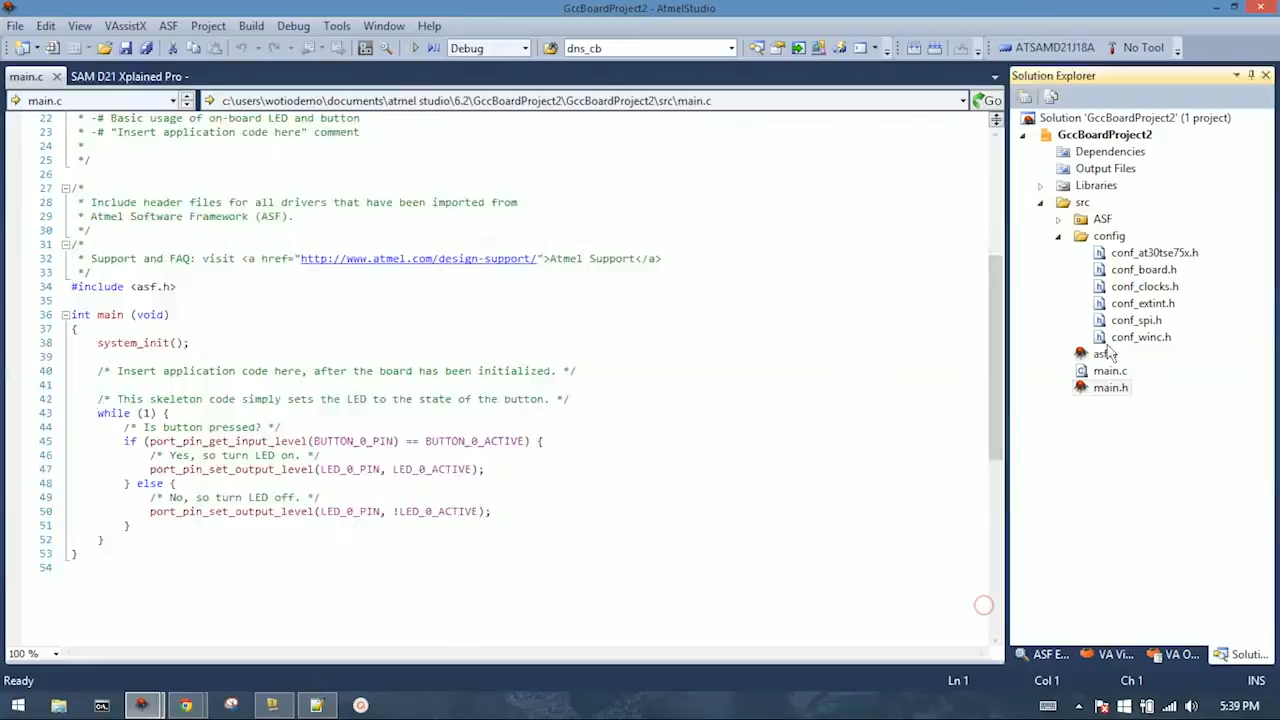 GccBoardProject2 - AtmelStudio
File Edit View VAssistX ASF Project Build Debug Tools Window Help
Debug dns_cb ATSAMD21J18A No Tool
main.c SAM D21 Xplained Pro -
main.c c:\users\wotiodemo\documents\atmel studio\6.2\GccBoardProject2\GccBoardProject2\src\main.c Go
22 * -# Basic usage of on-board LED and button
23 * -# "Insert application code here" comment
24 *
25 */
26
27 /*
28 * Include header files for all drivers that have been imported from
29 * Atmel Software Framework (ASF).
30 */
31 /*
32 * Support and FAQ: visit <a href="http://www.atmel.com/design-support/">Atmel Support</a>
33 */
34 #include <asf.h>
35
36 int main (void)
37 {
38 system_init();
39
40 /* Insert application code here, after the board has been initialized. */
41
42 /* This skeleton code simply sets the LED to the state of the button. */
43 while (1) {
44 /* Is button pressed? */
45 if (port_pin_get_input_level(BUTTON_0_PIN) == BUTTON_0_ACTIVE) {
46 /* Yes, so turn LED on. */
47 port_pin_set_output_level(LED_0_PIN, LED_0_ACTIVE);
48 } else {
49 /* No, so turn LED off. */
50 port_pin_set_output_level(LED_0_PIN, !LED_0_ACTIVE);
51 }
52 }
53 }
54
100 %
Solution Explorer
Solution 'GccBoardProject2' (1 project)
GccBoardProject2
Dependencies
Output Files
Libraries
src
ASF
config
conf_at30tse75x.h
conf_board.h
conf_clocks.h
conf_extint.h
conf_spi.h
conf_winc.h
main.c
main.h
ASF E... VA Vi... VA O... Soluti...
Ready Ln 1 Col 1 Ch 1 INS
5:39 PM